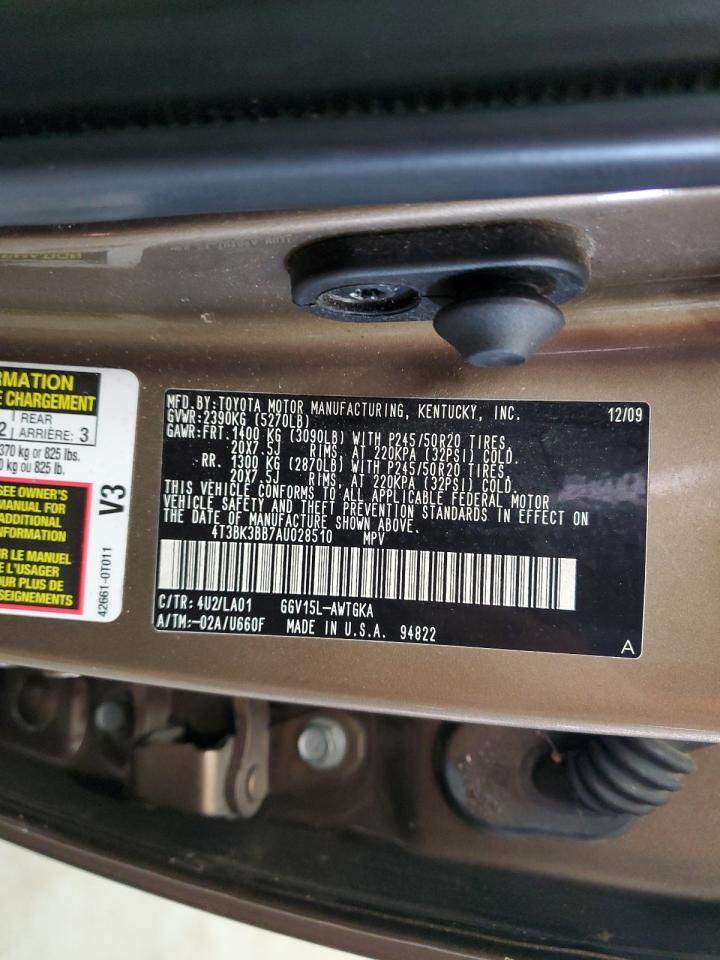 RMATION
E CHARGEMENT
REAR
2 ARRIÈRE: 3
370 kg or 825 lbs.
0 kg ou 825 lb.
SEE OWNER'S
MANUAL FOR
ADDITIONAL
INFORMATION
LE MANUEL
E L'USAGER
OUR PLUS DE
SEIGNEMENTS
V3
42661-0T011
MFD.BY:TOYOTA MOTOR MANUFACTURING, KENTUCKY, INC. 12/09
GVWR:2390KG (5270LB)
GAWR:FRT. 1400 KG (3090LB) WITH P245/50R20 TIRES,
20X7.5J RIMS, AT 220KPA (32PSI) COLD.
RR. 1300 KG (2870LB) WITH P245/50R20 TIRES,
20X7.5J RIMS, AT 220KPA (32PSI) COLD.
THIS VEHICLE CONFORMS TO ALL APPLICABLE FEDERAL MOTOR
VEHICLE SAFETY AND THEFT PREVENTION STANDARDS IN EFFECT ON
THE DATE OF MANUFACTURE SHOWN ABOVE.
4T3BK3BB7AU028510 MPV
C/TR: 4U2/LA01 GGV15L-AWTGKA
A/TM:-02A/U660F MADE IN U.S.A. 94822
A